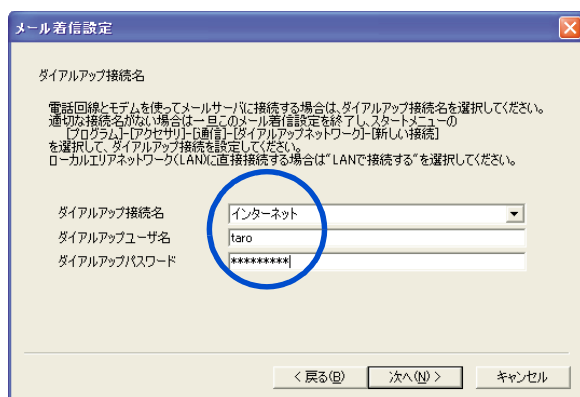 メール着信設定
ダイアルアップ接続名
電話回線とモデムを使ってメールサーバに接続する場合は、ダイアルアップ接続名を選択してください。
適切な接続名がない場合は一旦このメール着信設定を終了し、スタートメニューの
[プログラム]-[アクセサリ]-[通信]-[ダイアルアップネットワーク]-[新しい接続]
を選択して、ダイアルアップ接続を設定してください。
ローカルエリアネットワーク(LAN)に直接接続する場合は"LANで接続する"を選択してください。
ダイアルアップ接続名 インターネット
ダイアルアップユーザ名 taro
ダイアルアップパスワード *********
< 戻る(B) 次へ(N) > キャンセル